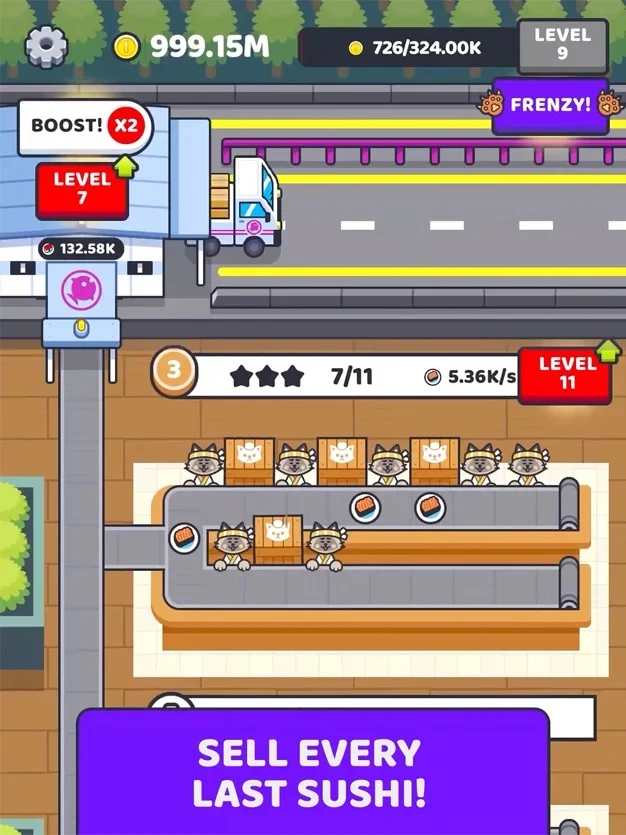 999.15M
726/324.00K
LEVEL
9
FRENZY!
BOOST! X2
LEVEL
7
132.58K
3
7/11
5.36K/s
LEVEL
11
SELL EVERY
LAST SUSHI!